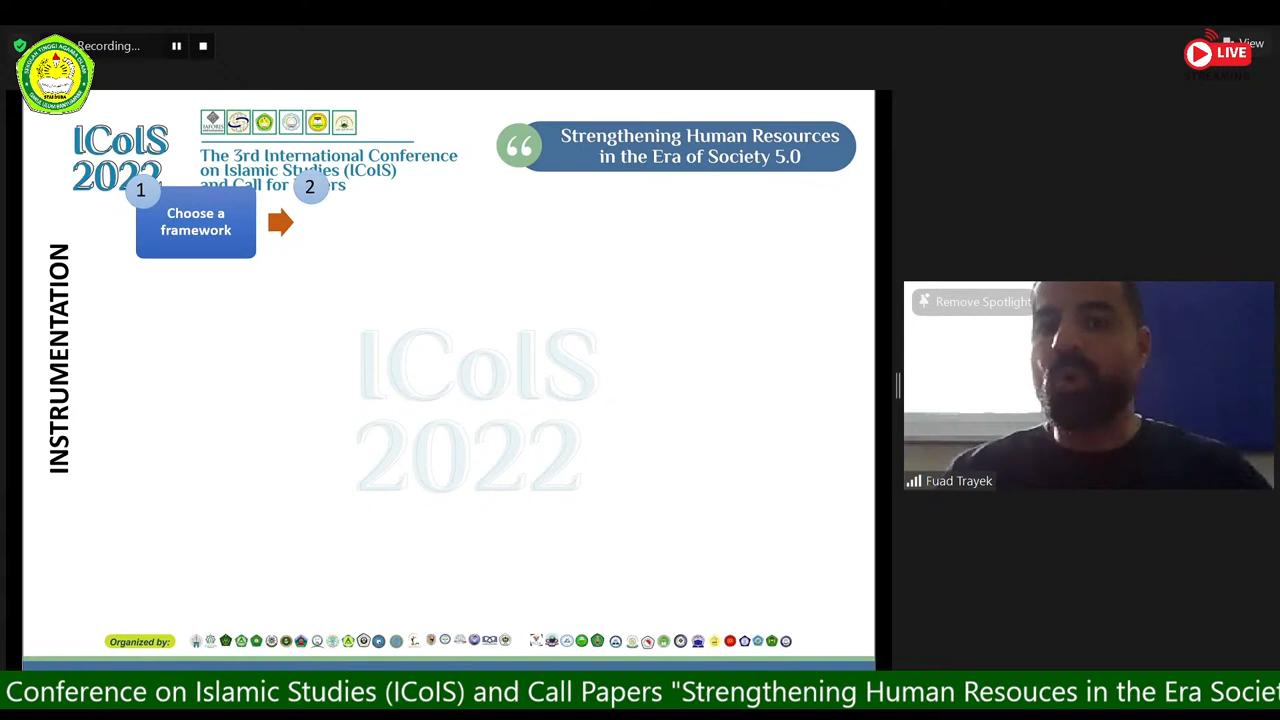 Recording...
View
LIVE
STREAMING
ICoIS
2022
The 3rd International Conference
on Islamic Studies (ICoIS)
and Call for
Strengthening Human Resources
in the Era of Society 5.0
1
Choose a
framework
2
INSTRUMENTATION
ICoIS
2022
Remove Spotlight
Fuad Trayek
Organized by:
Conference on Islamic Studies (ICoIS) and Call Papers "Strengthening Human Resouces in the Era Societ